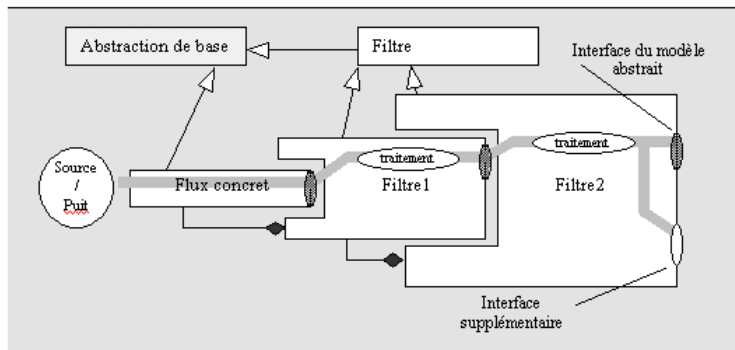 Abstraction de base
Filtre
Interface du modèle
abstrait
traitement
traitement
Source
/
Puit
Flux concret
Filtre1
Filtre2
Interface
supplémentaire